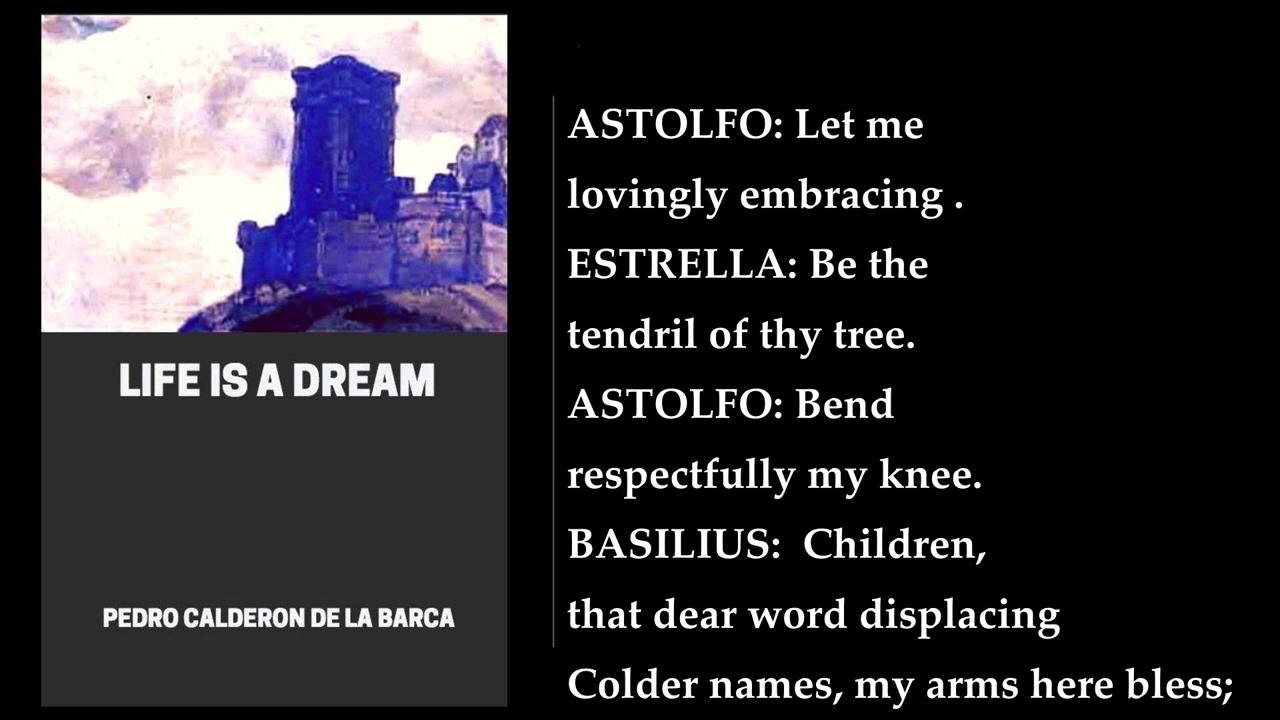 LIFE IS A DREAM
PEDRO CALDERON DE LA BARCA
ASTOLFO: Let me
lovingly embracing .
ESTRELLA: Be the
tendril of thy tree.
ASTOLFO: Bend
respectfully my knee.
BASILIUS:  Children,
that dear word displacing
Colder names, my arms here bless;